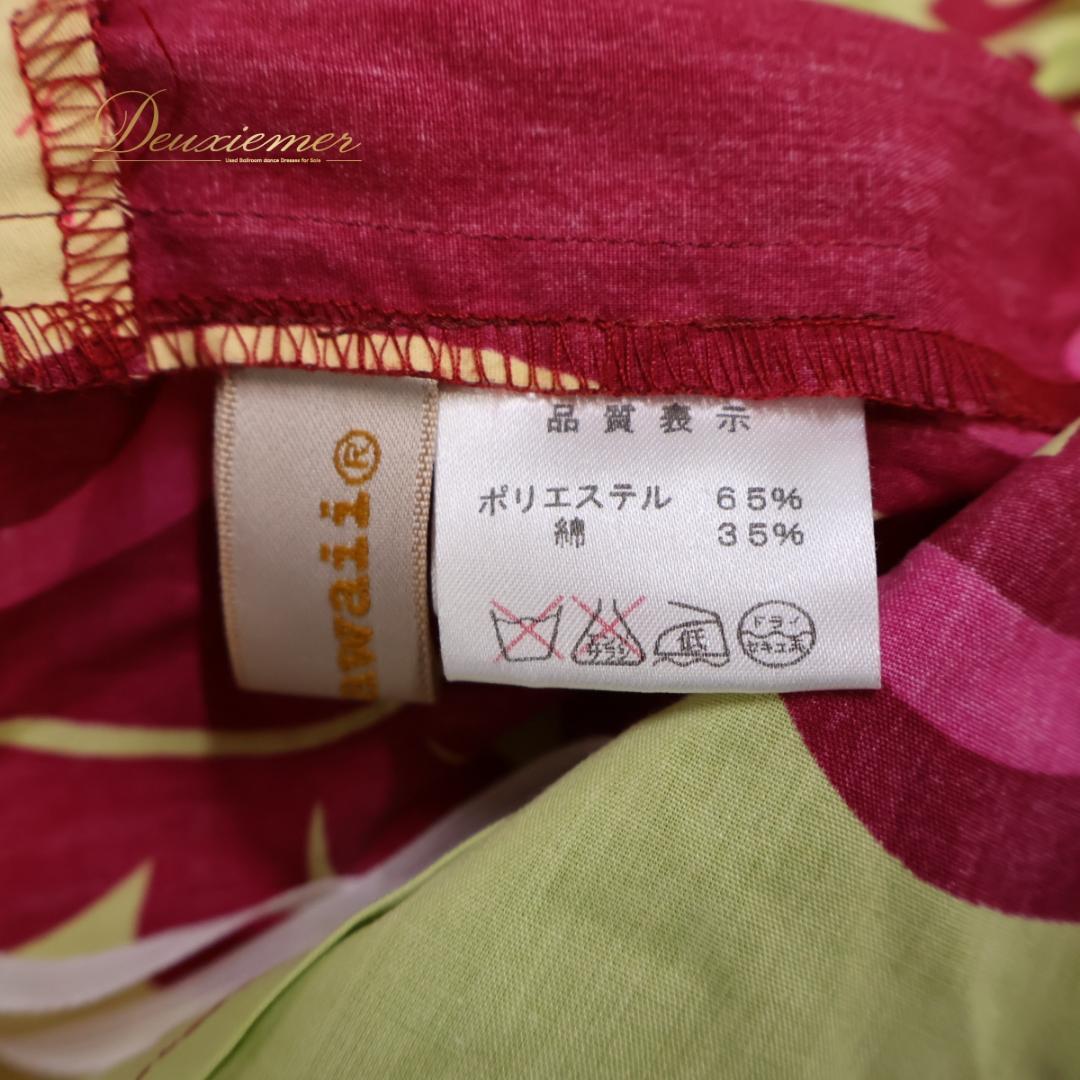 Deuxiemer
Used Ballroom dance Dresses for Sale
awaii®
品質表示
ポリエステル 65%
綿 35%
サラシ
低
ドライ
セキユ系